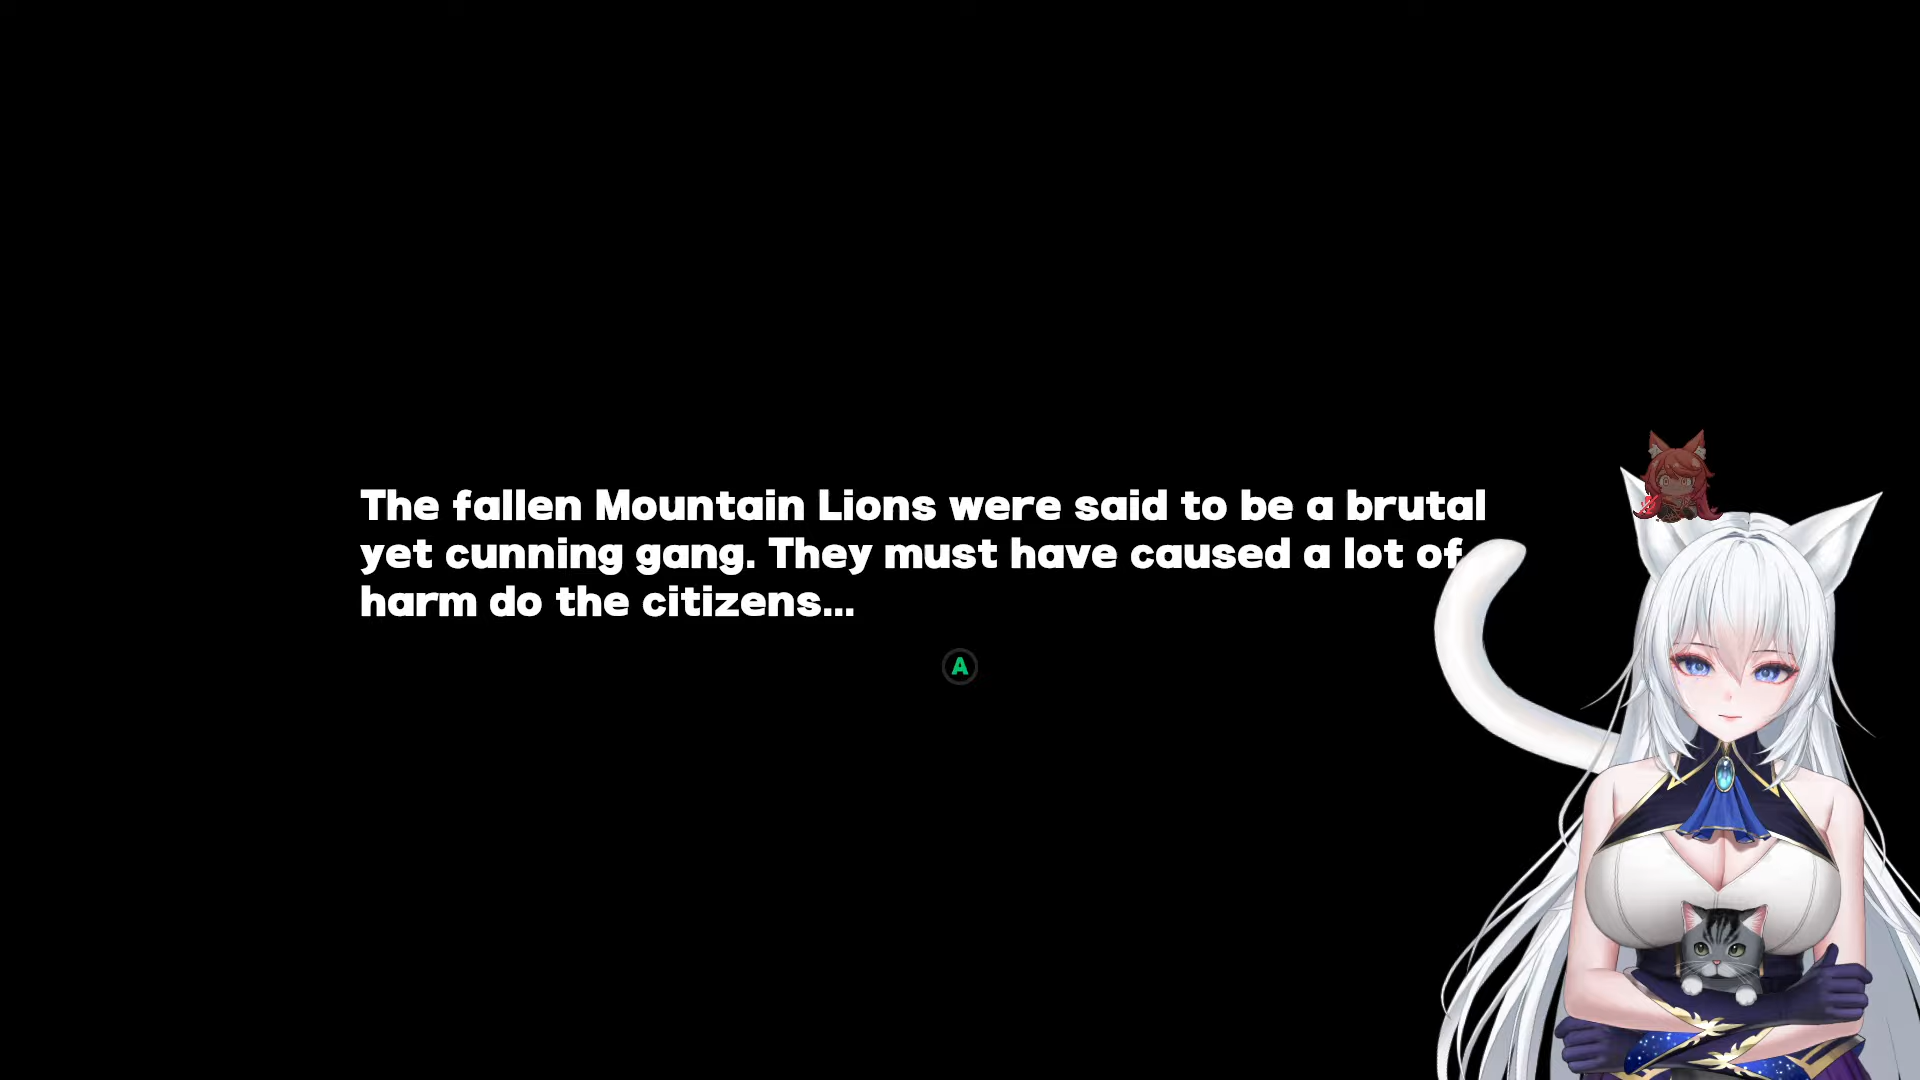 The fallen Mountain Lions were said to be a brutal
yet cunning gang. They must have caused a lot of
harm do the citizens...
A